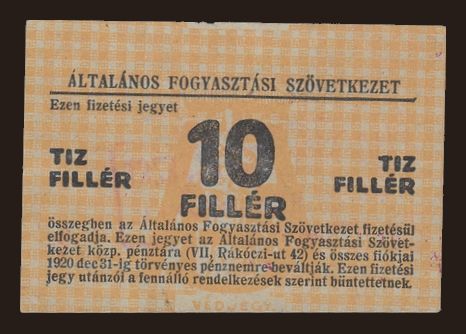 ÁLTALÁNOS FOGYASZTÁSI SZÖVETKEZET
Ezen fizetési jegyet
10
TIZ
FILLÉR
FILLÉR
TIZ
FILLÉR
összegben az Általános Fogyasztási Szövetkezet fizetésül
elfogadja. Ezen jegyet az Általános Fogyasztási Szövet-
kezet közp. pénztára (VII, Rákóczi-ut 42) és összes fiókjai
1920 dec 31-ig törvényes pénznemre beváltják. Ezen fizetési
jegy utánzói a fennálló rendelkezések szerint büntettetnek.
VÉDJEGY